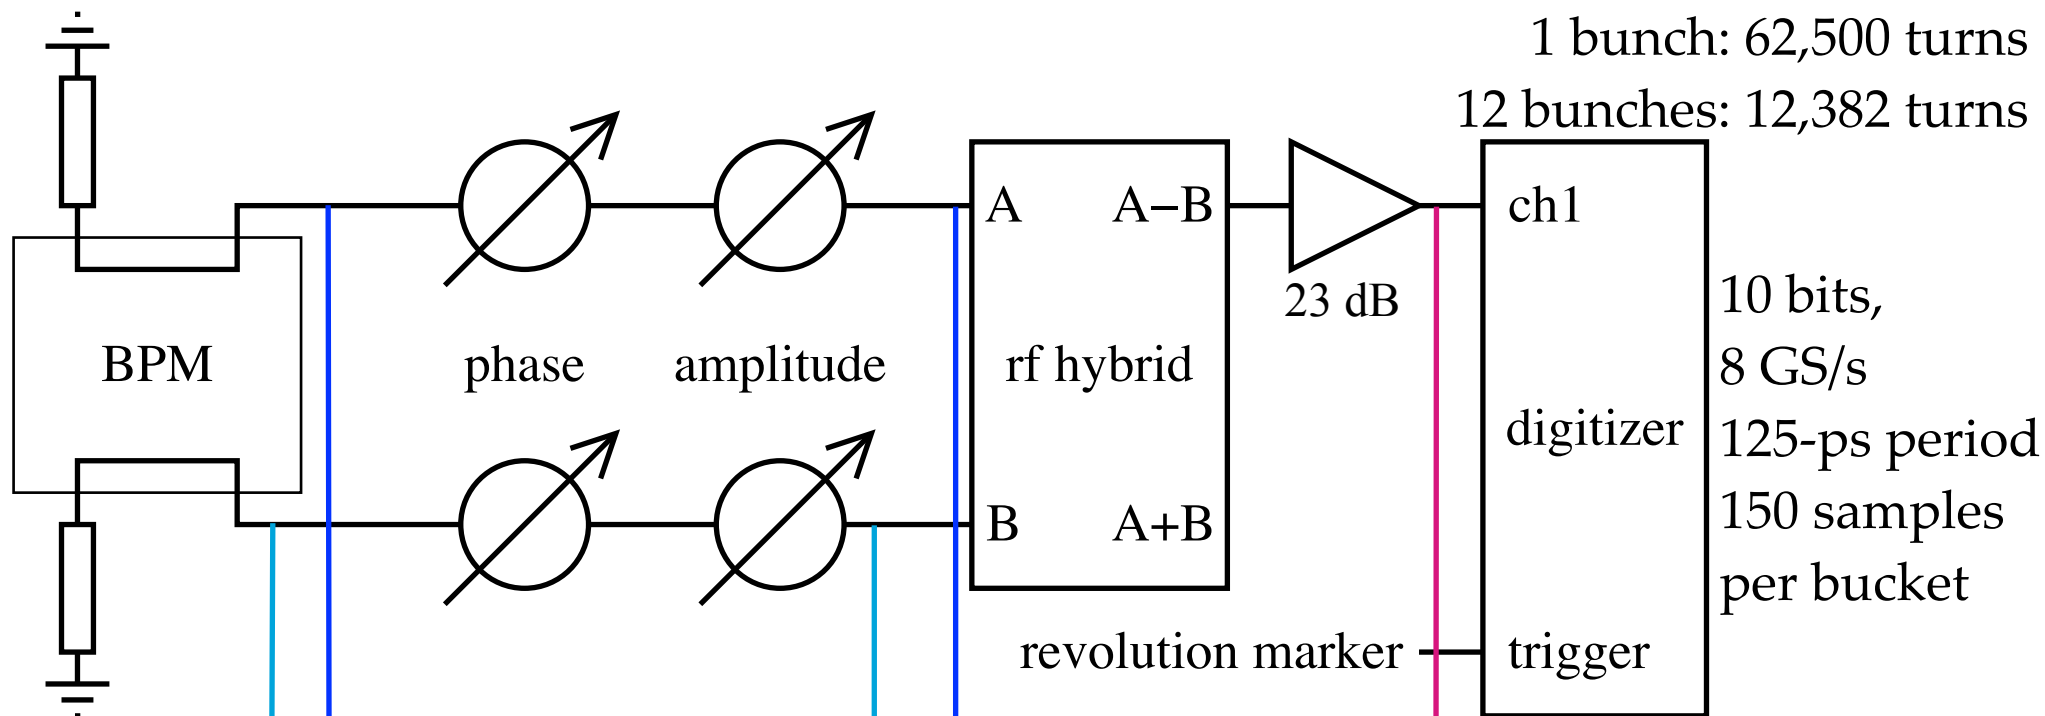 1 bunch: 62,500 turns
12 bunches: 12,382 turns
A A−B
ch1
23 dB
10 bits,
BPM phase amplitude rf hybrid
8 GS/s
digitizer
125-ps period
150 samples
B A+B
per bucket
revolution marker trigger